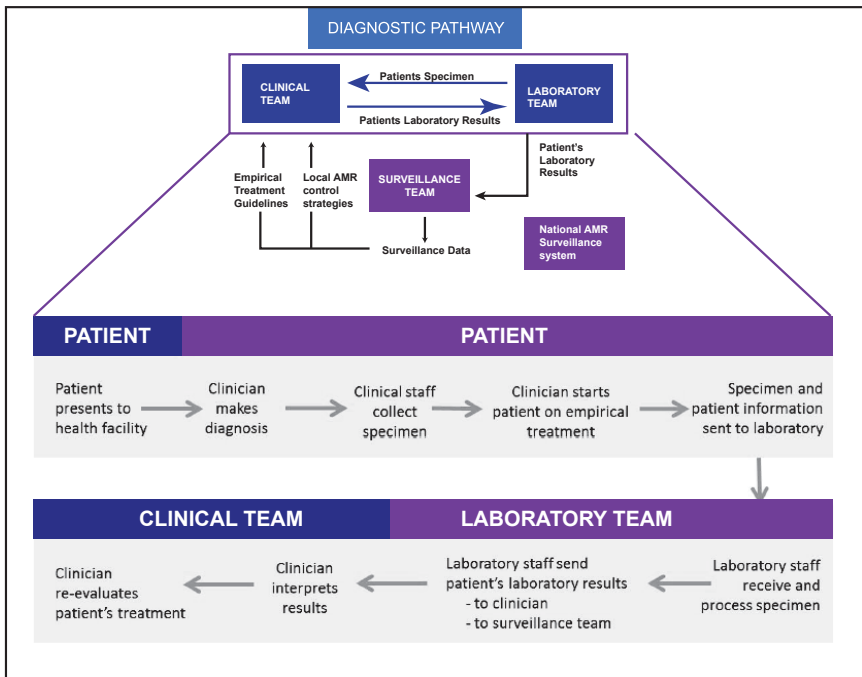 DIAGNOSTIC PATHWAY
CLINICAL
TEAM
Patients Specimen
Patients Laboratory Results
LABORATORY
TEAM
Empirical
Treatment
Guidelines
Local AMR
control
strategies
SURVEILLANCE
TEAM
Patient's
Laboratory
Results
Surveillance Data
National AMR
Surveillance
system
PATIENT
PATIENT
Patient
presents to
health facility
Clinician
makes
diagnosis
Clinical staff
collect
specimen
Clinician starts
patient on empirical
treatment
Specimen and
patient information
sent to laboratory
CLINICAL TEAM
LABORATORY TEAM
Clinician
re-evaluates
patient's treatment
Clinician
interprets
results
Laboratory staff send
patient's laboratory results
- to clinician
- to surveillance team
Laboratory staff
receive and
process specimen